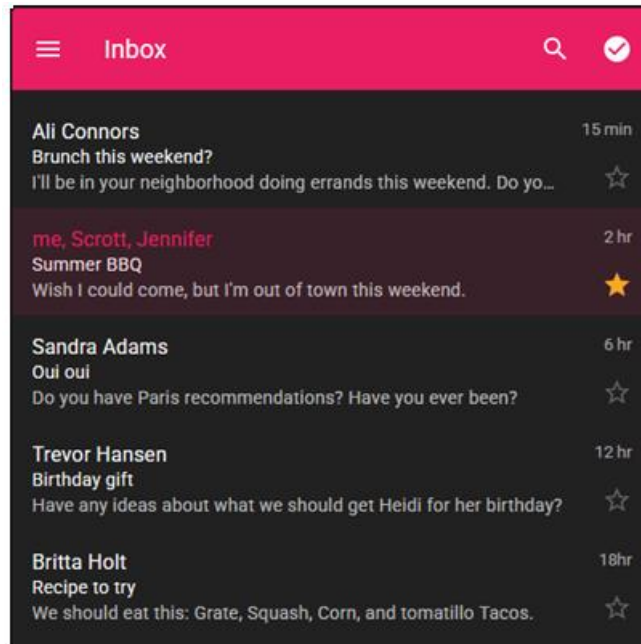 Inbox
Ali Connors
15 min
Brunch this weekend?
I'll be in your neighborhood doing errands this weekend. Do yo...
me, Scrott, Jennifer
2 hr
Summer BBQ
Wish I could come, but I'm out of town this weekend.
Sandra Adams
6 hr
Oui oui
Do you have Paris recommendations? Have you ever been?
Trevor Hansen
12 hr
Birthday gift
Have any ideas about what we should get Heidi for her birthday?
Britta Holt
18hr
Recipe to try
We should eat this: Grate, Squash, Corn, and tomatillo Tacos.